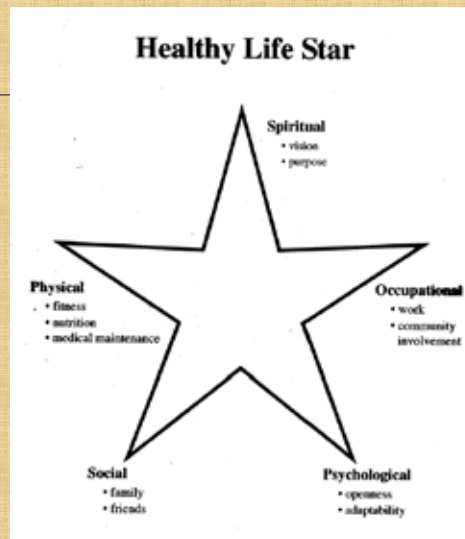 Healthy Life Star
Spiritual
• vision
• purpose
Physical
• fitness
• nutrition
• medical maintenance
Occupational
• work
• community
involvement
Social
• family
• friends
Psychological
• openness
• adaptability